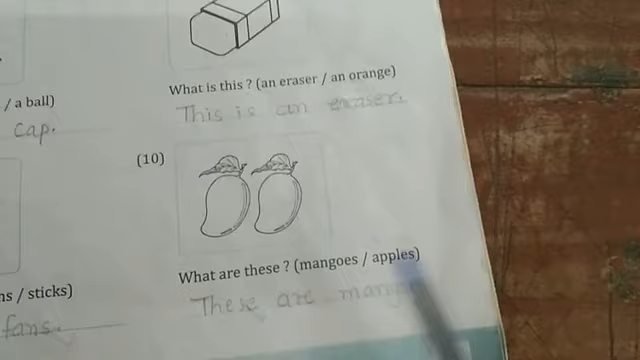 What is this ? (an eraser / an orange)
/ a ball)
This is an eraser.
cap.
(10)
What are these ? (mangoes / apples)
ns / sticks)
These are
fans.